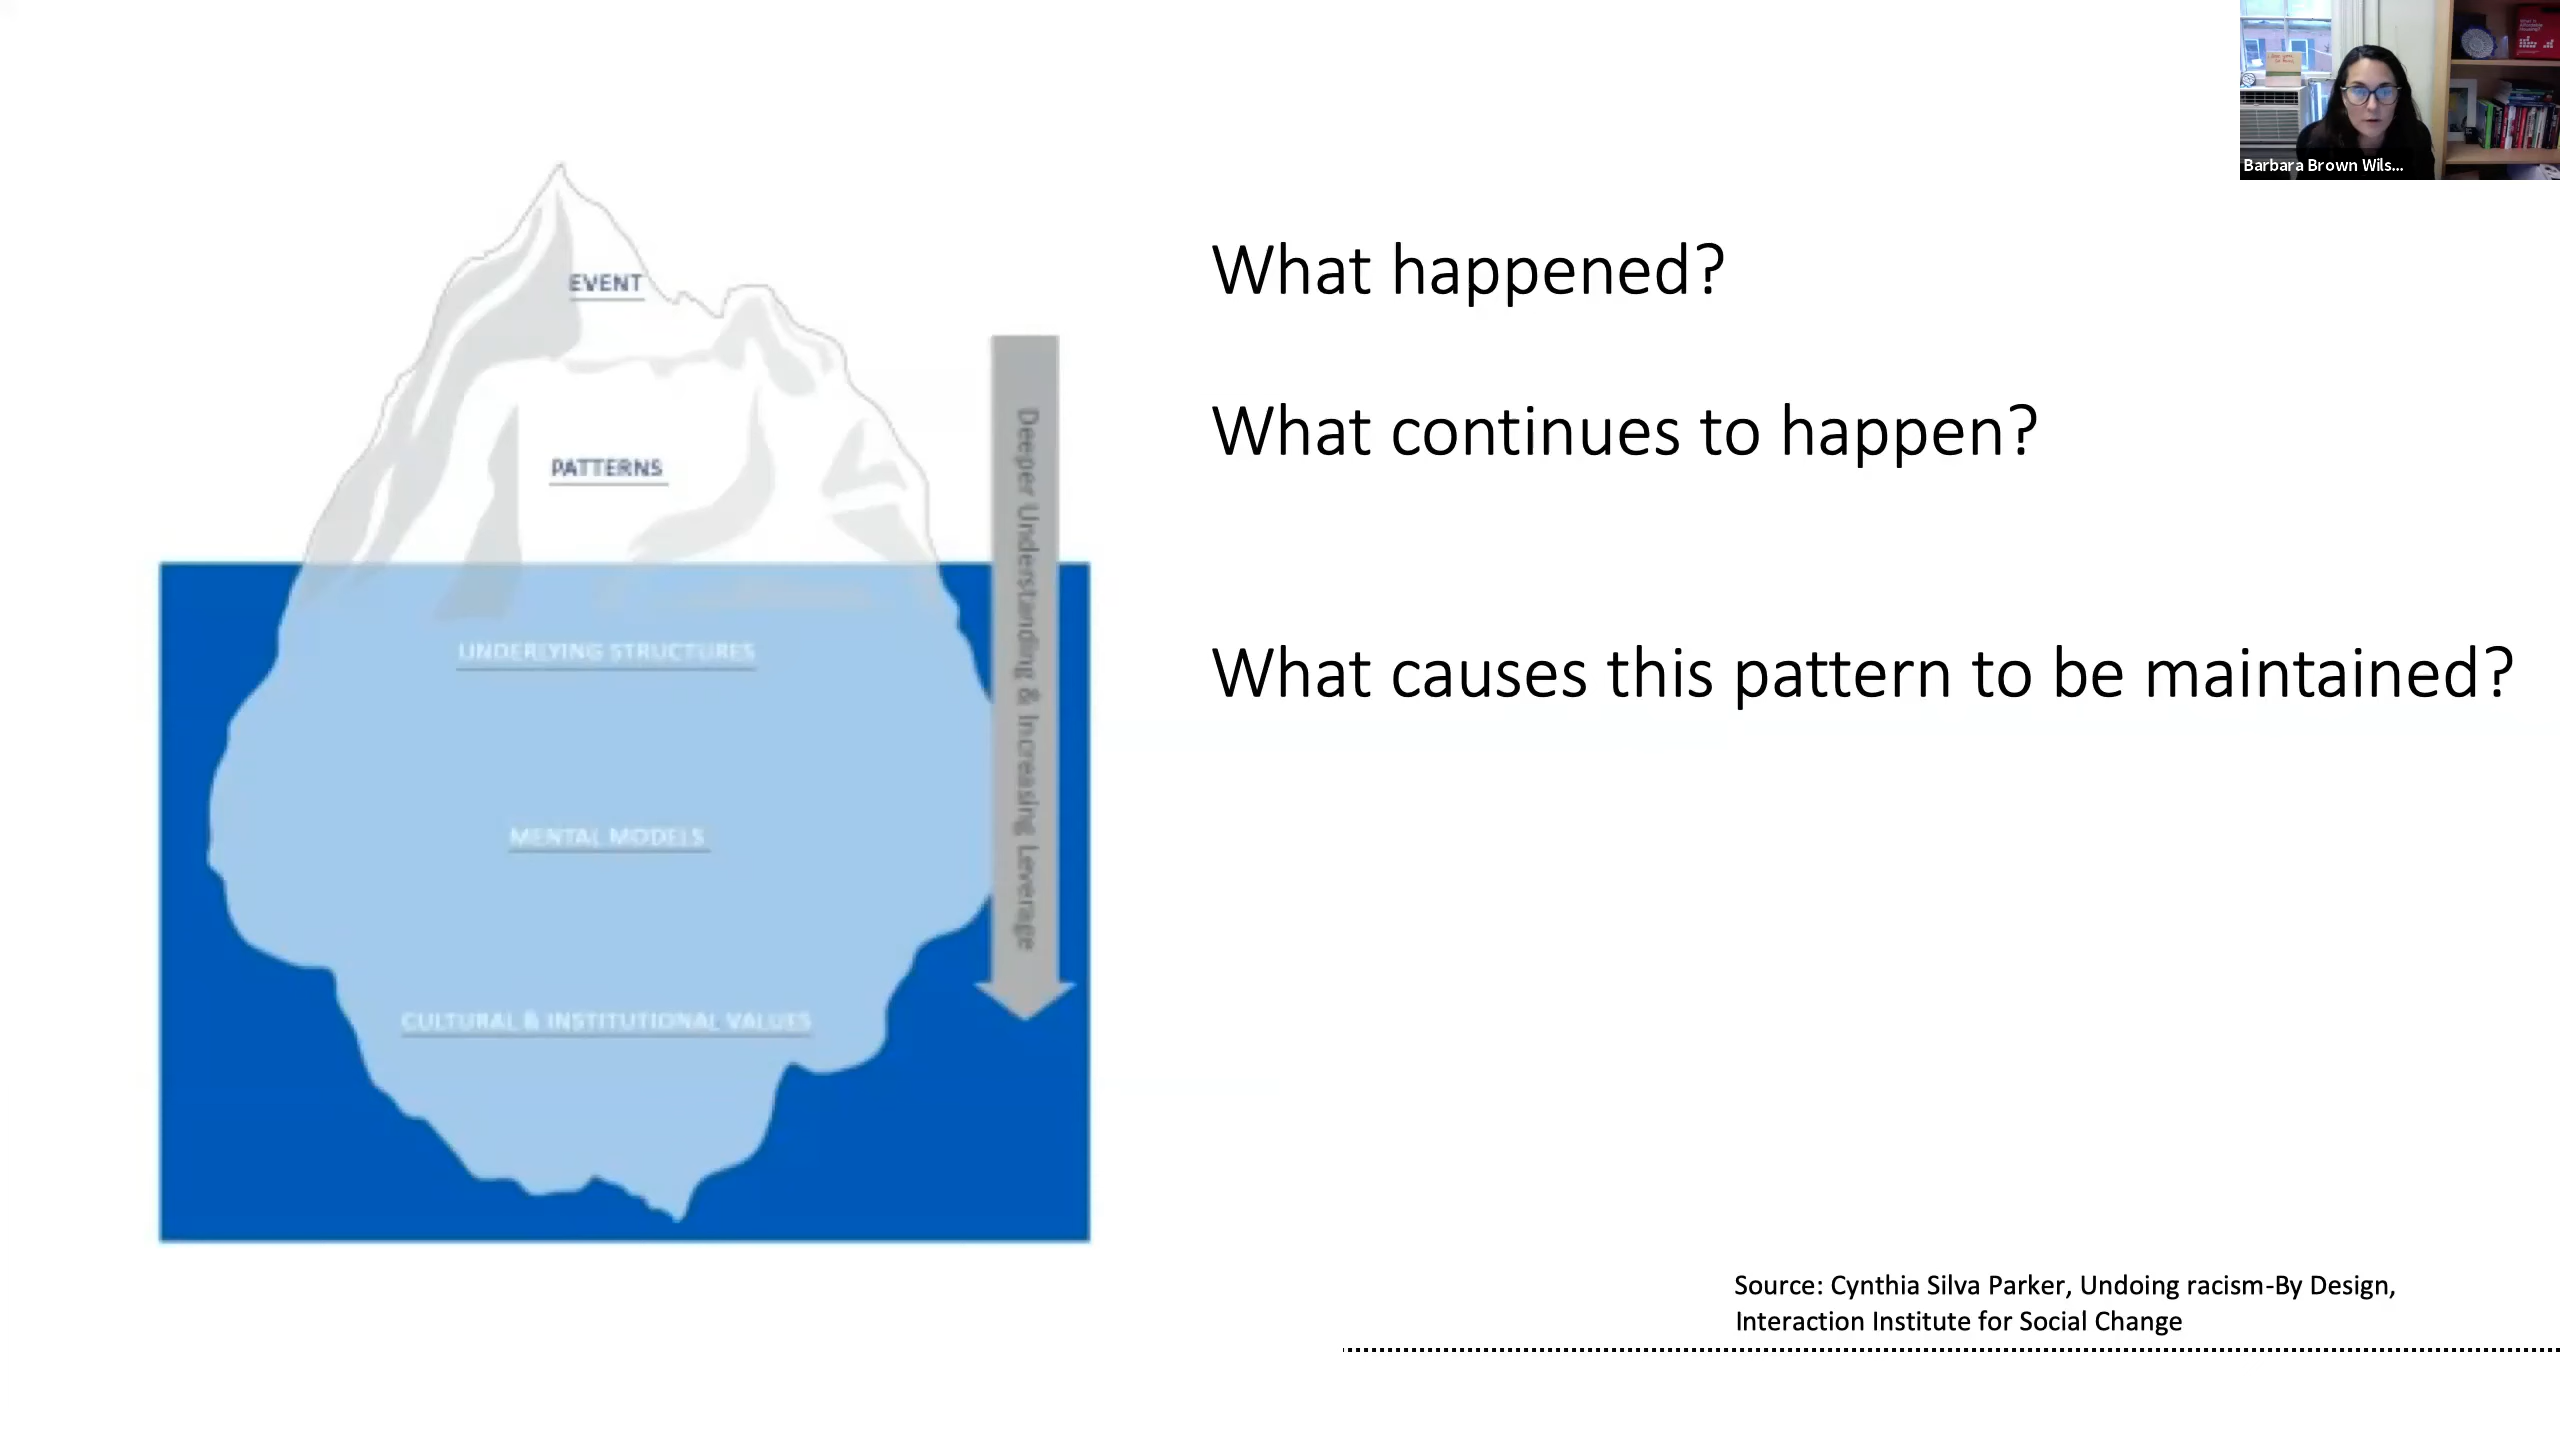 Barbara Brown Wils...
EVENT
What happened?
PATTERNS
What continues to happen?
Deeper Understanding & Increasing Leverage
UNDERLYING STRUCTURES
What causes this pattern to be maintained?
MENTAL MODELS
CULTURAL & INSTITUTIONAL VALUES
Source: Cynthia Silva Parker, Undoing racism-By Design,
Interaction Institute for Social Change